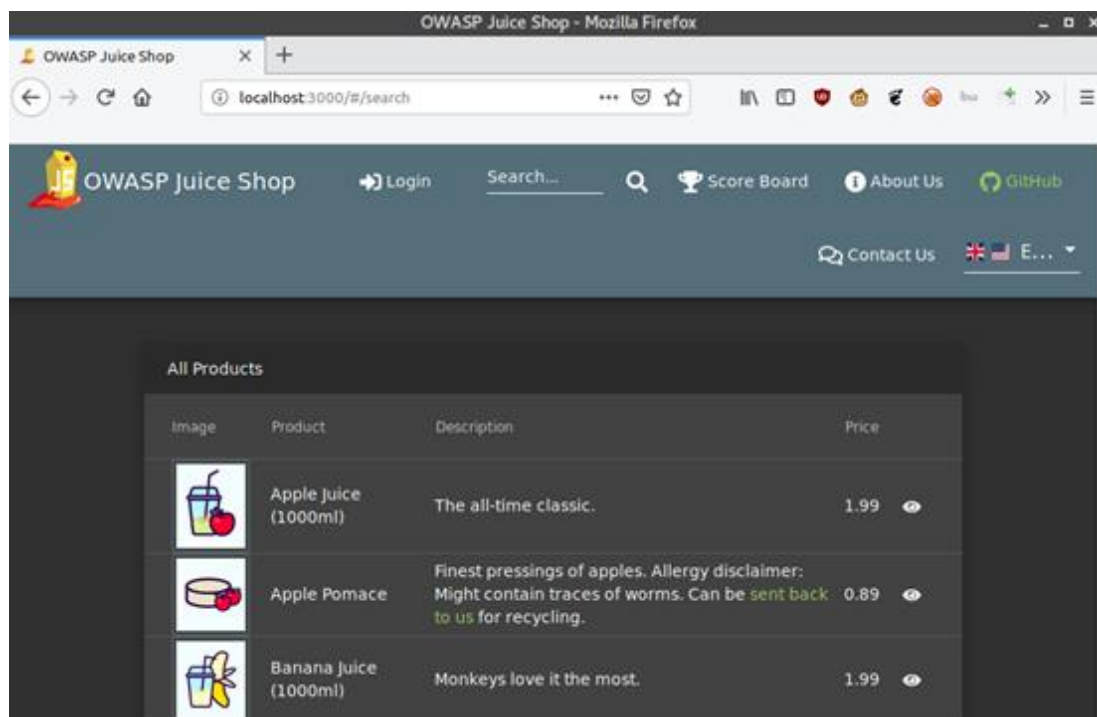 OWASP Juice Shop - Mozilla Firefox
OWASP Juice Shop
localhost:3000/#/search
OWASP Juice Shop
Login
Search...
Score Board
About Us
GitHub
Contact Us
E...
All Products
Image Product Description Price
Apple Juice
(1000ml)
The all-time classic.
1.99
Apple Pomace
Finest pressings of apples. Allergy disclaimer:
Might contain traces of worms. Can be sent back
to us for recycling.
0.89
Banana Juice
(1000ml)
Monkeys love it the most.
1.99